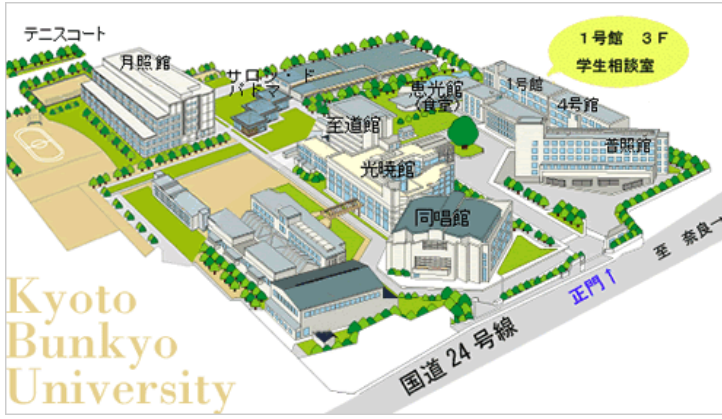 テニスコート
月照館
サロン・ド
パドマ
1号館 3F
学生相談室
恵光館
(食室)
1号館
4号館
普照館
至道館
光暁館
同唱館
至 奈良→
正門↑
国道24号線
Kyoto
Bunkyo
University